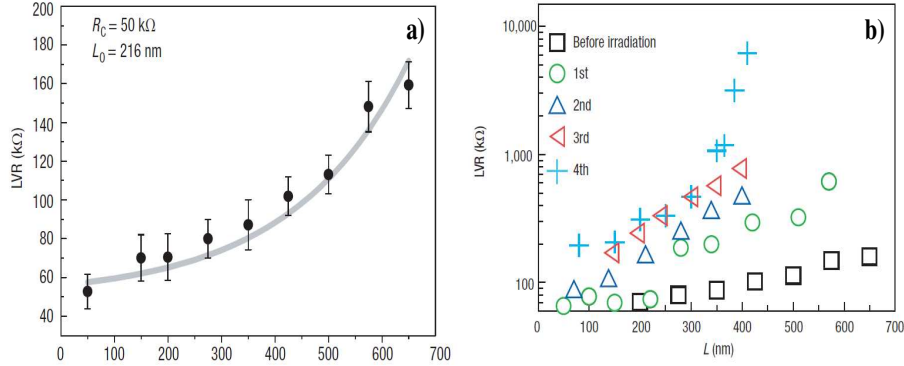 a)
R_C = 50 kΩ
L_0 = 216 nm
LVR (kΩ)
200
180
160
140
120
100
80
60
40
0 100 200 300 400 500 600 700
b)
Before irradiation
1st
2nd
3rd
4th
LVR (kΩ)
10,000
1,000
100
0 100 200 300 400 500 600 700
L (nm)